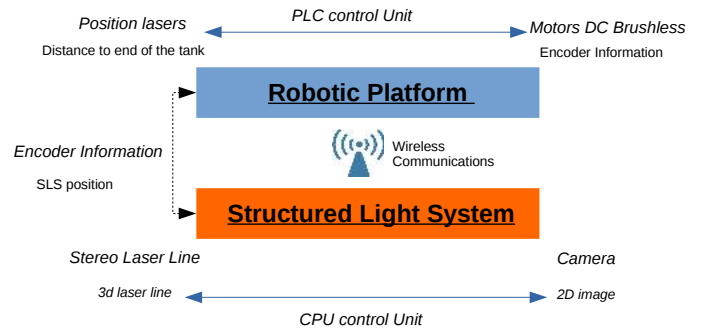 Position lasers
PLC control Unit
Motors DC Brushless
Distance to end of the tank
Encoder Information
Robotic Platform
Wireless
Communications
Encoder Information
SLS position
Structured Light System
Stereo Laser Line
Camera
3d laser line
2D image
CPU control Unit